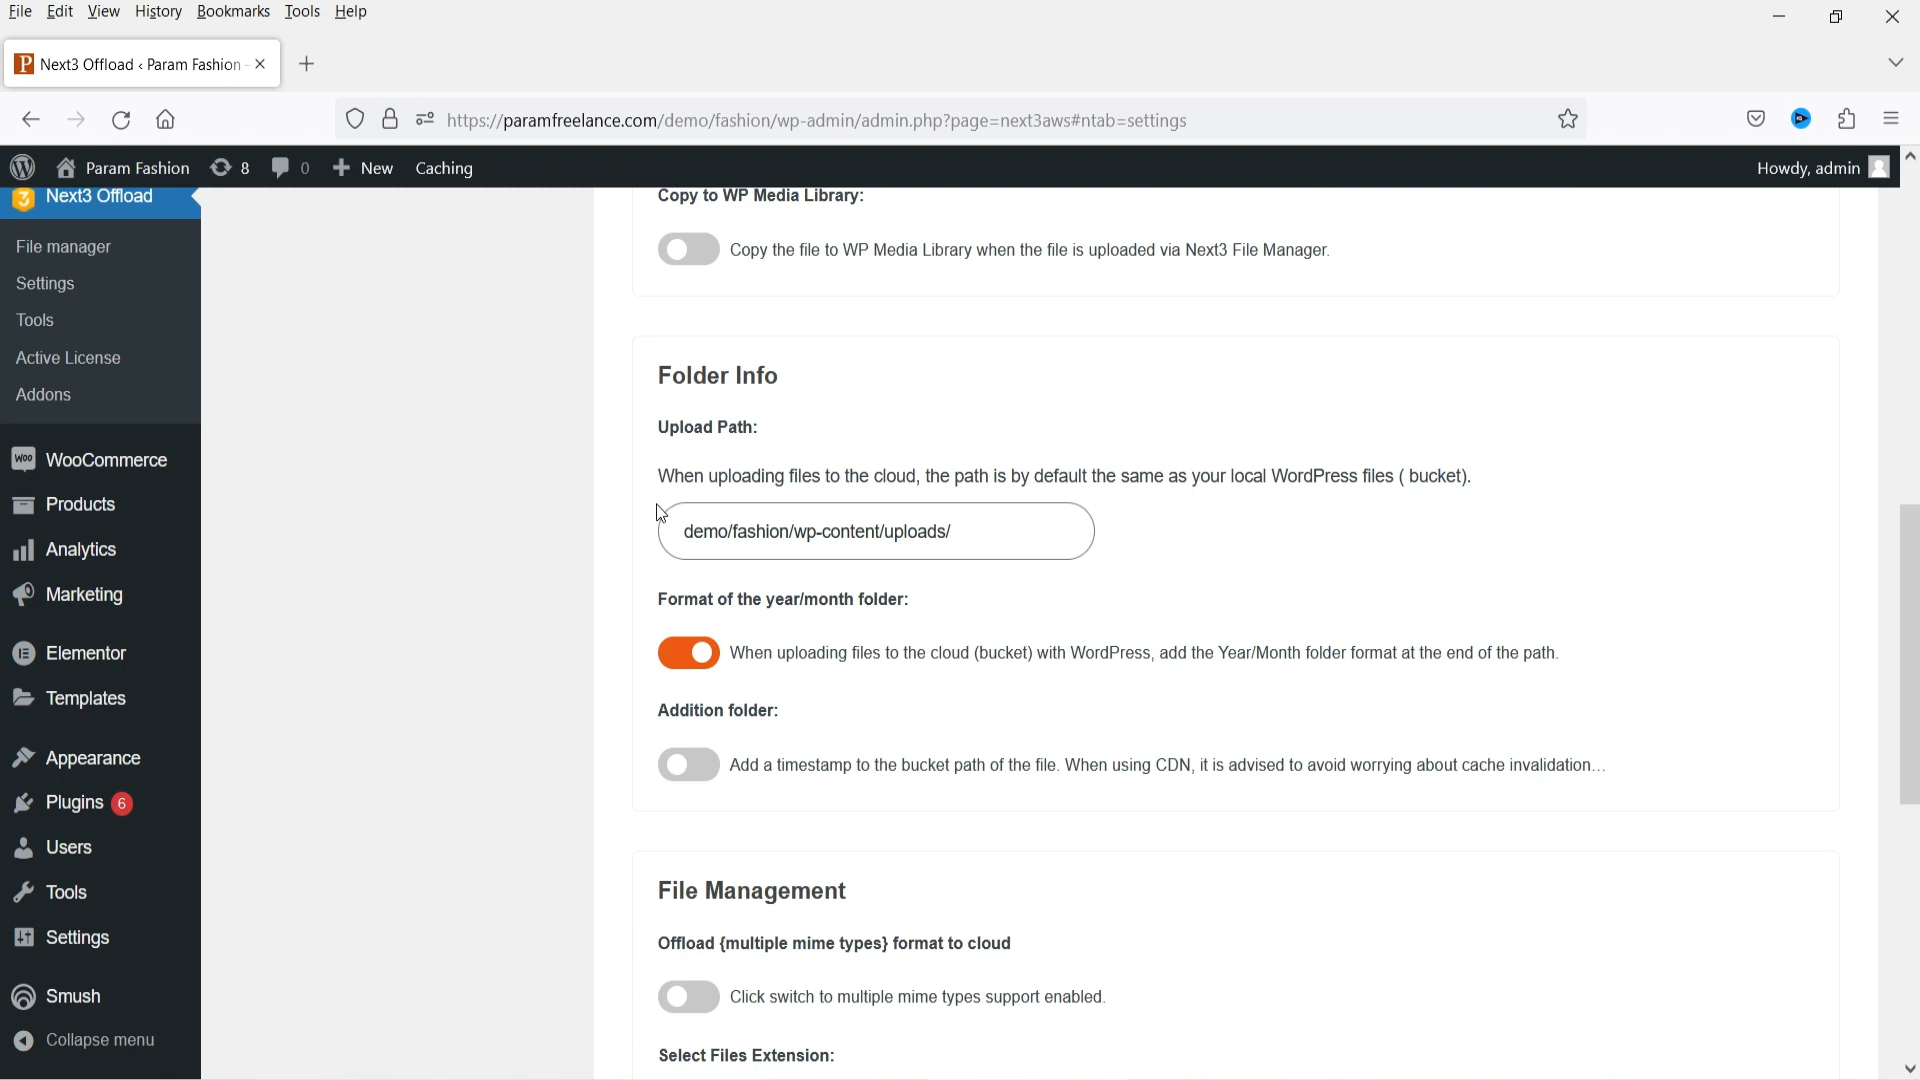 File Edit View History Bookmarks Tools Help
Next3 Offload ‹ Param Fashion -
https://paramfreelance.com/demo/fashion/wp-admin/admin.php?page=next3aws#ntab=settings
Param Fashion 8 0 New Caching Howdy, admin
Next3 Offload
File manager
Settings
Tools
Active License
Addons
WooCommerce
Products
Analytics
Marketing
Elementor
Templates
Appearance
Plugins 6
Users
Tools
Settings
Smush
Collapse menu
Copy to WP Media Library:
Copy the file to WP Media Library when the file is uploaded via Next3 File Manager.
Folder Info
Upload Path:
When uploading files to the cloud, the path is by default the same as your local WordPress files ( bucket).
demo/fashion/wp-content/uploads/
Format of the year/month folder:
When uploading files to the cloud (bucket) with WordPress, add the Year/Month folder format at the end of the path.
Addition folder:
Add a timestamp to the bucket path of the file. When using CDN, it is advised to avoid worrying about cache invalidation...
File Management
Offload {multiple mime types} format to cloud
Click switch to multiple mime types support enabled.
Select Files Extension: